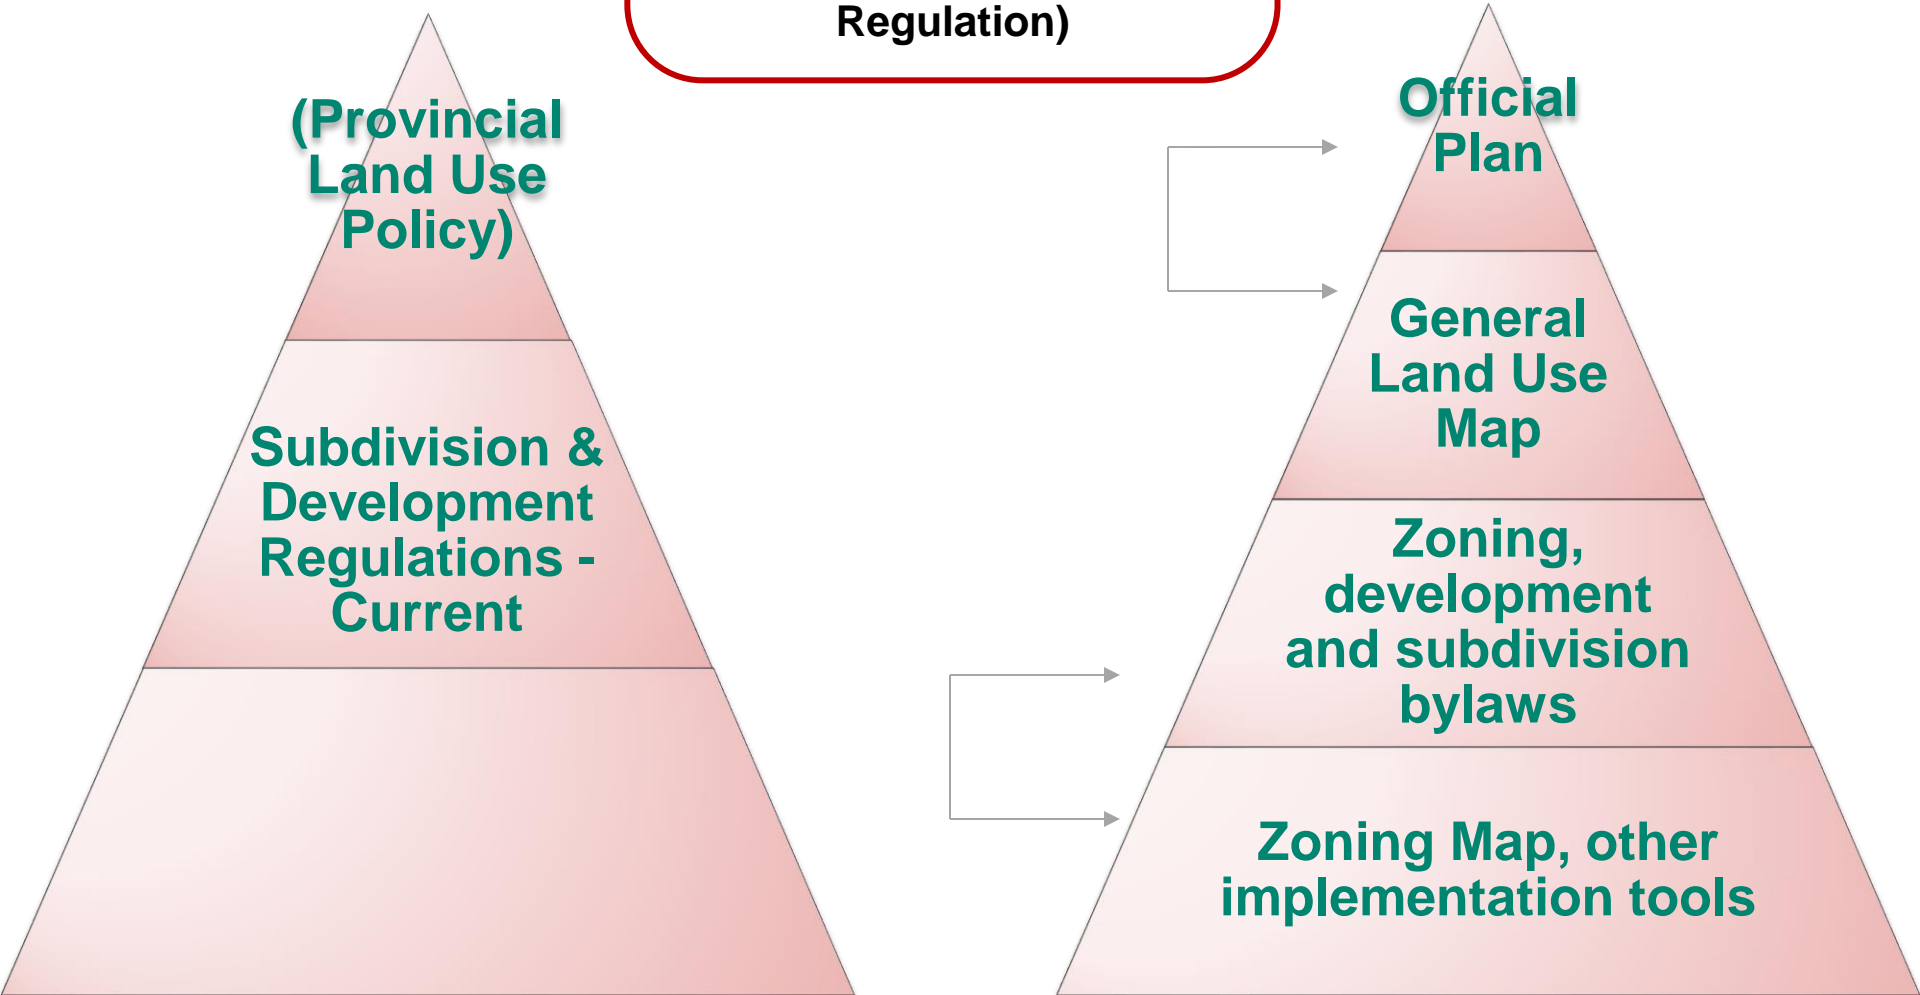 Regulation)
(Provincial
Land Use
Policy)
Subdivision &
Development
Regulations -
Current
Official
Plan
General
Land Use
Map
Zoning,
development
and subdivision
bylaws
Zoning Map, other
implementation tools